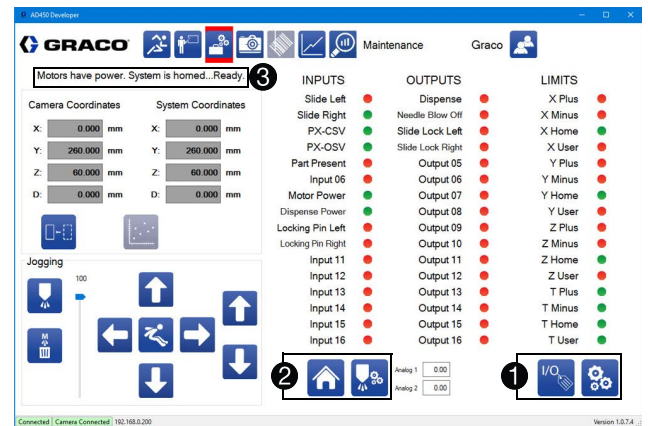 AD450 Developer
GRACO
Maintenance
Graco
Motors have power. System is homed...Ready.
3
Camera Coordinates
System Coordinates
X: 0.000 mm
X: 0.000 mm
Y: 260.000 mm
Y: 260.000 mm
Z: 60.000 mm
Z: 60.000 mm
D: 0.000 mm
D: 0.000 mm
Jogging
100
M
INPUTS
Slide Left
Slide Right
PX-CSV
PX-OSV
Part Present
Input 06
Motor Power
Dispense Power
Locking Pin Left
Locking Pin Right
Input 11
Input 12
Input 13
Input 14
Input 15
Input 16
OUTPUTS
Dispense
Needle Blow Off
Slide Lock Left
Slide Lock Right
Output 05
Output 06
Output 07
Output 08
Output 09
Output 10
Output 11
Output 12
Output 13
Output 14
Output 15
Output 16
LIMITS
X Plus
X Minus
X Home
X User
Y Plus
Y Minus
Y Home
Y User
Z Plus
Z Minus
Z Home
Z User
T Plus
T Minus
T Home
T User
2
Analog 1 0.00
Analog 2 0.00
1
I/O
Connected Camera Connected 192.168.0.200
Version 1.0.7.4